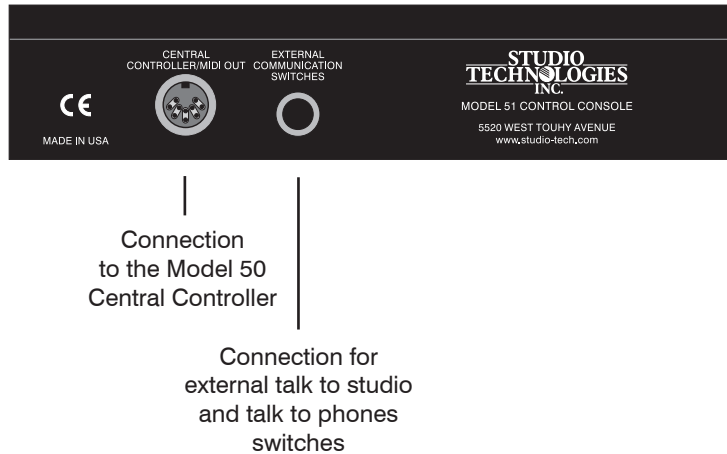 CENTRAL
CONTROLLER/MIDI OUT
EXTERNAL
COMMUNICATION
SWITCHES
STUDIO
TECHNOLOGIES
INC.
MODEL 51 CONTROL CONSOLE
5520 WEST TOUHY AVENUE
www.studio-tech.com
CE
MADE IN USA
Connection
to the Model 50
Central Controller
Connection for
external talk to studio
and talk to phones
switches